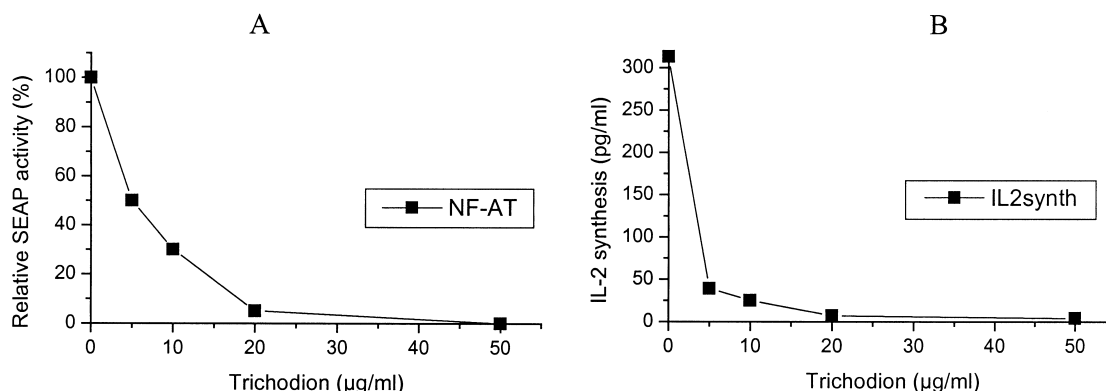 A
Relative SEAP activity (%)
100
80
60
40
20
0
NF-AT
0 10 20 30 40 50
Trichodion (µg/ml)
B
IL-2 synthesis (pg/ml)
300
250
200
150
100
50
0
IL2synth
0 10 20 30 40 50
Trichodion (µg/ml)